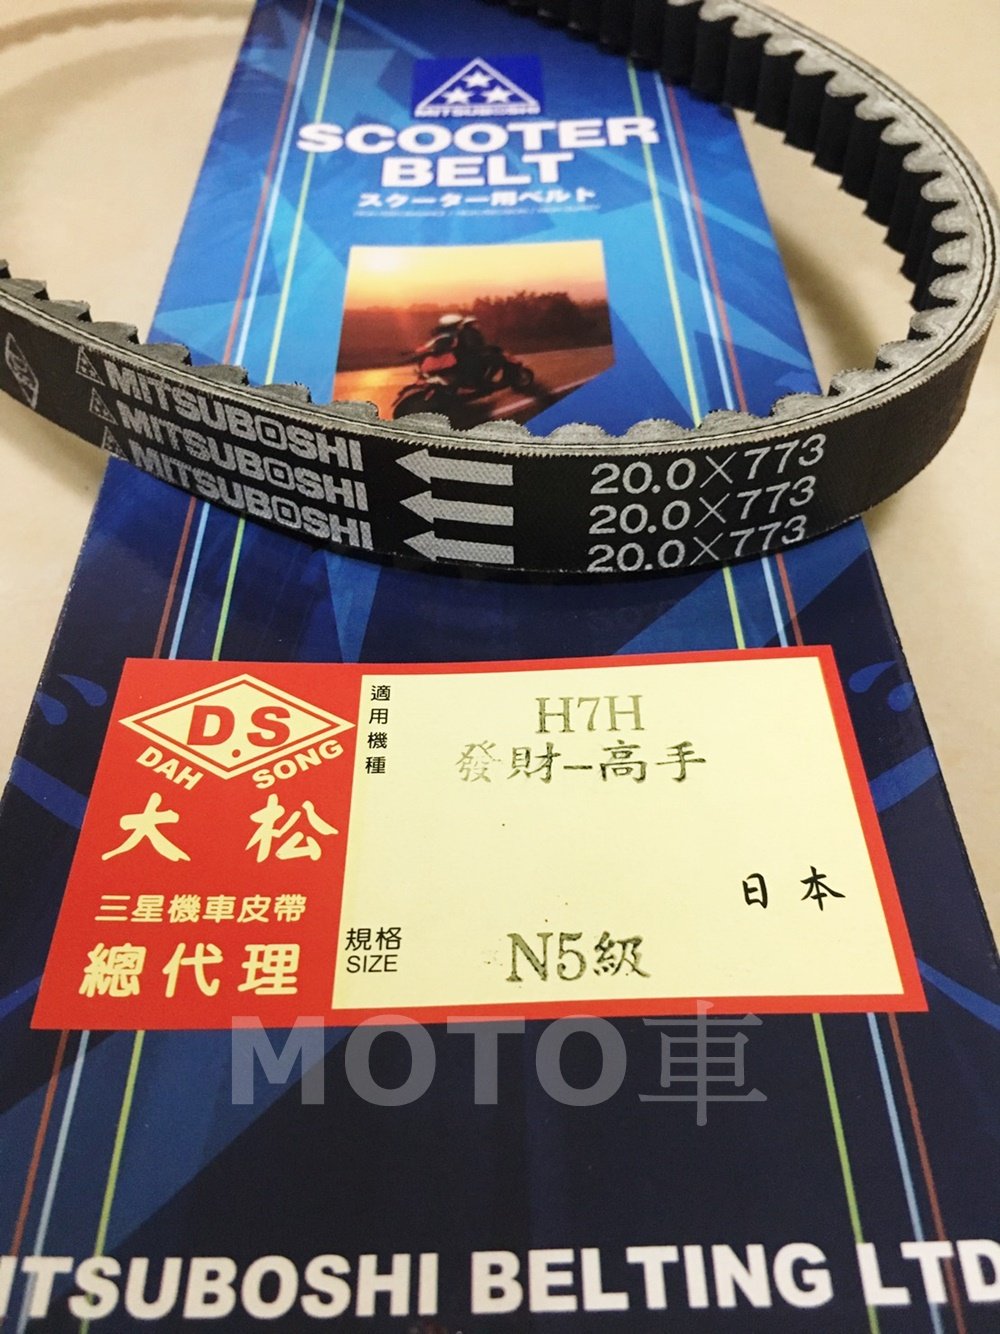 MITSUBOSHI
SCOOTER
BELT
スクーター用ベルト
MITSUBOSHI 20.0×773
MITSUBOSHI 20.0×773
MITSUBOSHI 20.0×773
D.S
DAH SONG
大松
三星機車皮帶
總代理
適用機種
H7H
發財-高手
日本
規格
SIZE
N5級
MOTO車
ITSUBOSHI BELTING LTD